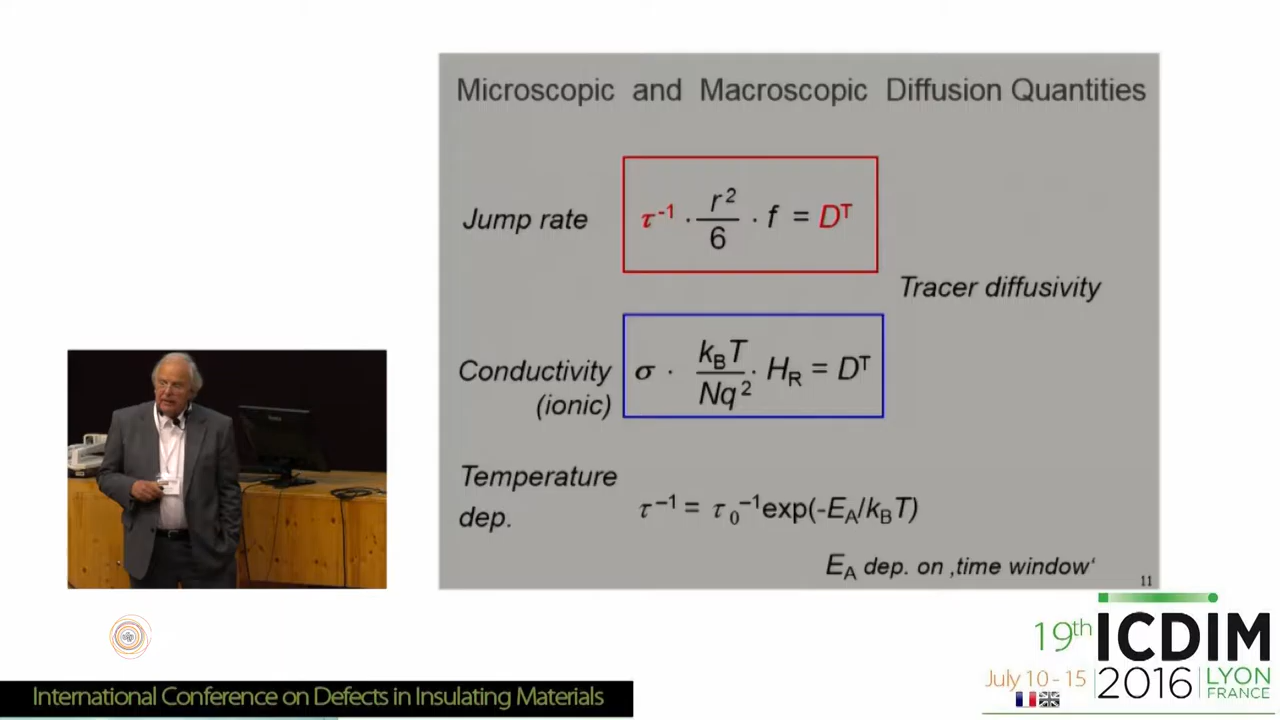 Microscopic and Macroscopic Diffusion Quantities
Jump rate
τ⁻¹ · r²/6 · f = Dᵀ
Tracer diffusivity
Conductivity
(ionic)
σ · k_BT/Nq² · H_R = Dᵀ
Temperature
dep.
τ⁻¹ = τ₀⁻¹exp(-E_A/k_BT)
E_A dep. on ‚time window‘
11
19th ICDIM
July 10 - 15 2016 LYON
FRANCE
International Conference on Defects in Insulating Materials